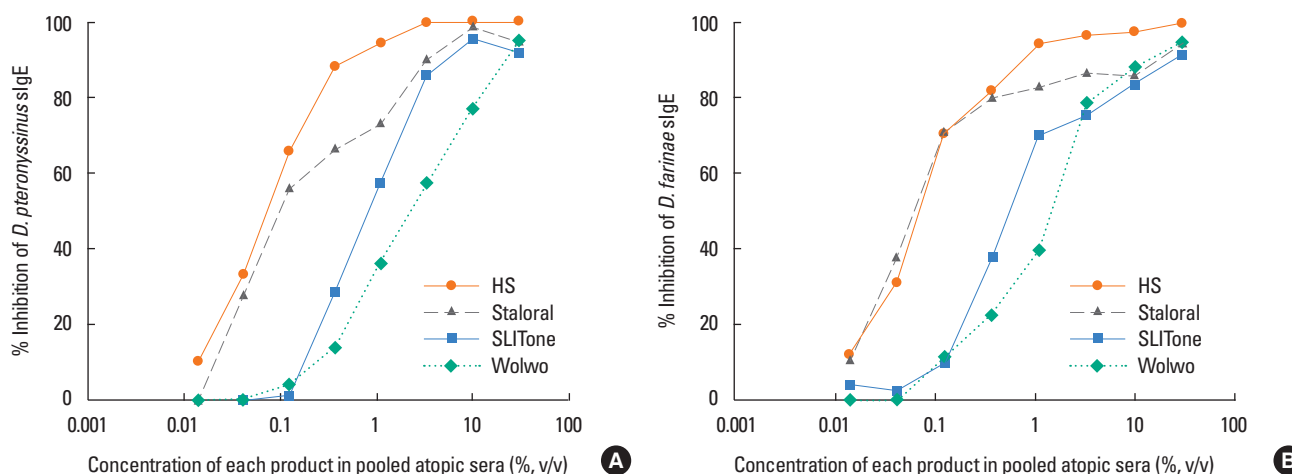 % Inhibition of D. pteronyssinus sIgE
100
80
60
40
20
0
0.001
0.01
0.1
1
10
100
HS
Staloral
SLITone
Wolwo
Concentration of each product in pooled atopic sera (%, v/v)
A
% Inhibition of D. farinae sIgE
100
80
60
40
20
0
0.001
0.01
0.1
1
10
100
HS
Staloral
SLITone
Wolwo
Concentration of each product in pooled atopic sera (%, v/v)
B